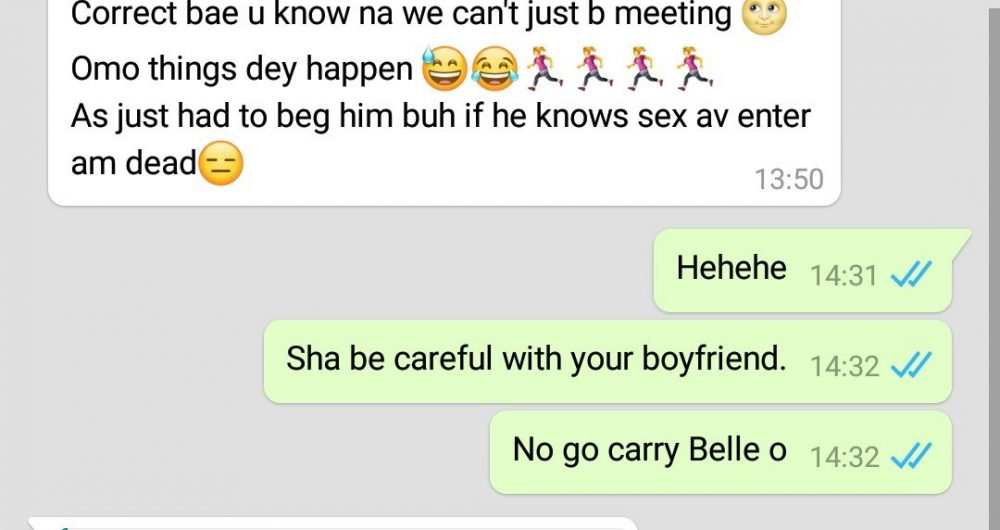 Correct bae u know na we can't just b meeting 🌝
Omo things dey happen 😅😂🏃‍♀️🏃‍♀️🏃‍♀️🏃‍♀️
As just had to beg him buh if he knows sex av enter
am dead😑
13:50
Hehehe 14:31
Sha be careful with your boyfriend. 14:32
No go carry Belle o 14:32